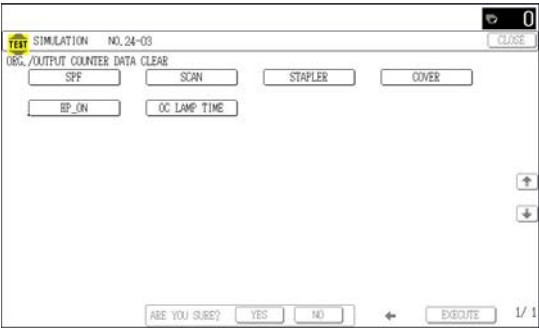 0
TEST SIMULATION NO.24-03 CLOSE
ORG./OUTPUT COUNTER DATA CLEAR
SPF SCAN STAPLER COVER
HP_ON OC LAMP TIME
ARE YOU SURE? YES NO EXECUTE 1/ 1